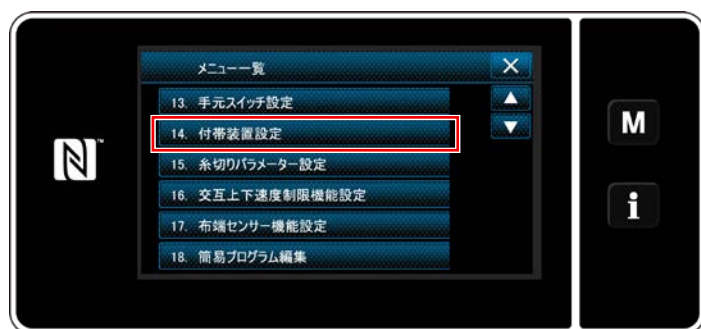 メニュー一覧
13. 手元スイッチ設定
14. 付帯装置設定
15. 糸切りパラメーター設定
16. 交互上下速度制限機能設定
17. 布端センサー機能設定
18. 簡易プログラム編集
M
i